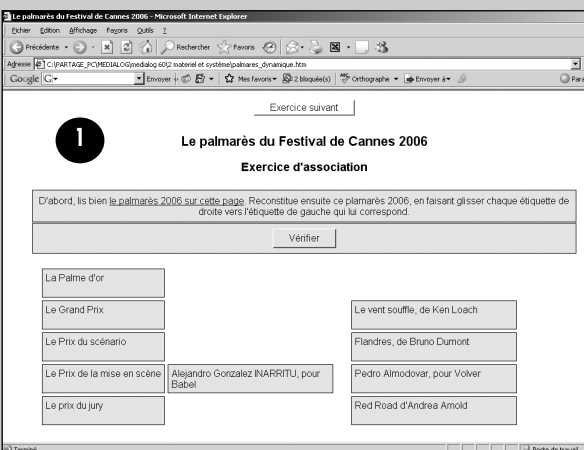 Le palmarès du Festival de Cannes 2006 - Microsoft Internet Explorer
Fichier Edition Affichage Favoris Outils ?
Précédente Rechercher Favoris
Adresse C:\PARTAGE_PC\MEDIALOG\medialog 60\2 materiel et système\palmares_dynamique.htm
Google G Envoyer Mes favoris 2 bloquée(s) Orthographe Envoyer à
Exercice suivant
1
Le palmarès du Festival de Cannes 2006
Exercice d'association
D'abord, lis bien le palmarès 2006 sur cette page. Reconstitue ensuite ce plamarès 2006, en faisant glisser chaque étiquette de
droite vers l'étiquette de gauche qui lui correspond.
Vérifier
La Palme d'or
Le Grand Prix Le vent souffle, de Ken Loach
Le Prix du scénario Flandres, de Bruno Dumont
Le Prix de la mise en scène Alejandro Gonzalez INARRITU, pour Pedro Almodovar, pour Volver
Babel
Le prix du jury Red Road d'Andrea Arnold
Terminé Poste de travail